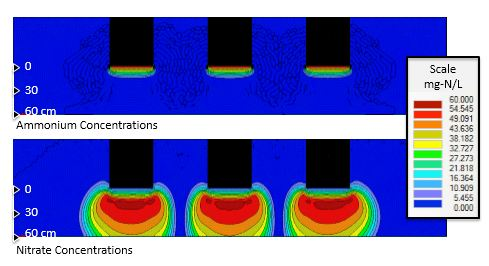 0
30
60 cm
Ammonium Concentrations
0
30
60 cm
Nitrate Concentrations
Scale
mg-N/L
60.000
54.545
49.091
43.636
38.182
32.727
27.273
21.818
16.364
10.909
5.455
0.000